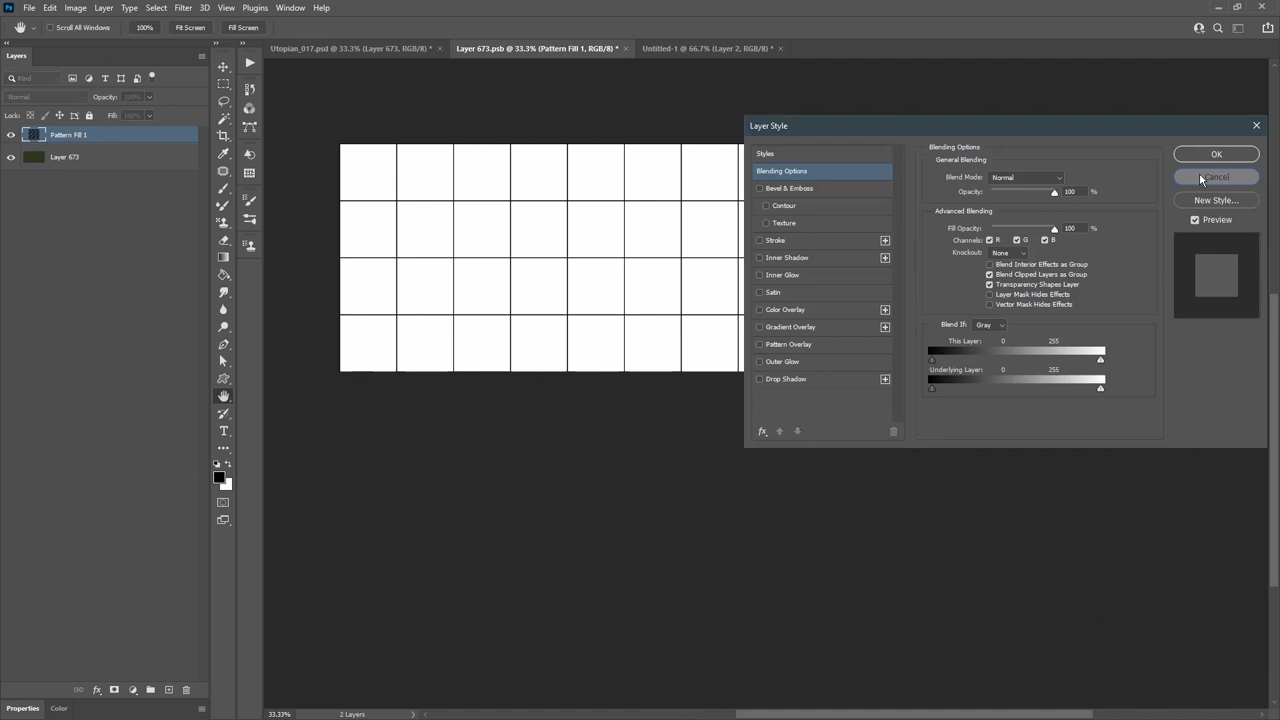 Ps File Edit Image Layer Type Select Filter 3D View Plugins Window Help
Scroll All Windows 100% Fit Screen Fill Screen
Utopian_017.psd @ 33.3% (Layer 673, RGB/8) * × Layer 673.psb @ 33.3% (Pattern Fill 1, RGB/8) * × Untitled-1 @ 66.7% (Layer 2, RGB/8) * ×
Layers
Kind
Normal Opacity: 100%
Lock: Fill: 100%
Pattern Fill 1
Layer 673
Layer Style
Styles
Blending Options
Bevel & Emboss
Contour
Texture
Stroke
Inner Shadow
Inner Glow
Satin
Color Overlay
Gradient Overlay
Pattern Overlay
Outer Glow
Drop Shadow
fx
Blending Options
General Blending
Blend Mode: Normal
Opacity: 100 %
Advanced Blending
Fill Opacity: 100 %
Channels: R G B
Knockout: None
Blend Interior Effects as Group
Blend Clipped Layers as Group
Transparency Shapes Layer
Layer Mask Hides Effects
Vector Mask Hides Effects
Blend If: Gray
This Layer: 0 255
Underlying Layer: 0 255
OK
Cancel
New Style...
Preview
fx
Properties Color
33.33% 2 Layers